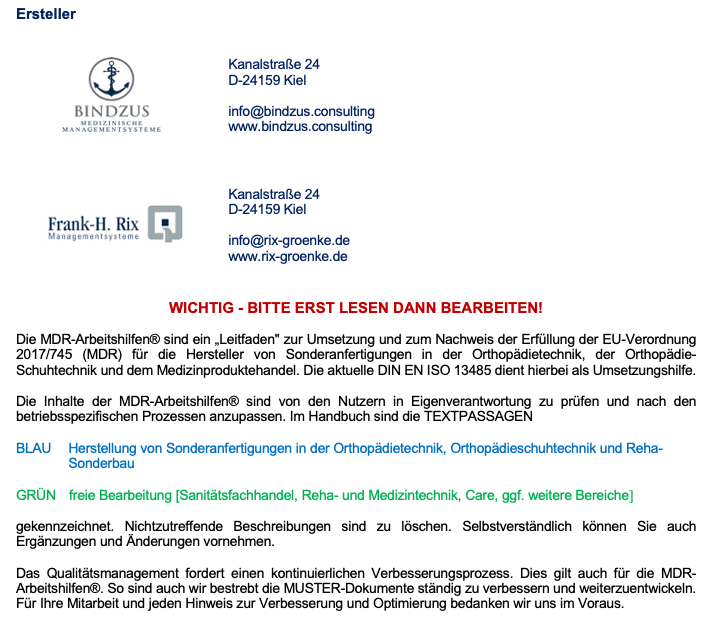 Ersteller
Kanalstraße 24
D-24159 Kiel
BINDZUS
MEDIZINISCHE
MANAGEMENTSYSTEME
info@bindzus.consulting
www.bindzus.consulting
Kanalstraße 24
D-24159 Kiel
Frank-H. Rix
Managementsysteme
info@rix-groenke.de
www.rix-groenke.de
WICHTIG - BITTE ERST LESEN DANN BEARBEITEN!
Die MDR-Arbeitshilfen® sind ein „Leitfaden" zur Umsetzung und zum Nachweis der Erfüllung der EU-Verordnung
2017/745 (MDR) für die Hersteller von Sonderanfertigungen in der Orthopädietechnik, der Orthopädie-
Schuhtechnik und dem Medizinproduktehandel. Die aktuelle DIN EN ISO 13485 dient hierbei als Umsetzungshilfe.
Die Inhalte der MDR-Arbeitshilfen® sind von den Nutzern in Eigenverantwortung zu prüfen und nach den
betriebsspezifischen Prozessen anzupassen. Im Handbuch sind die TEXTPASSAGEN
BLAU Herstellung von Sonderanfertigungen in der Orthopädietechnik, Orthopädieschuhtechnik und Reha-
Sonderbau
GRÜN freie Bearbeitung [Sanitätsfachhandel, Reha- und Medizintechnik, Care, ggf. weitere Bereiche]
gekennzeichnet. Nichtzutreffende Beschreibungen sind zu löschen. Selbstverständlich können Sie auch
Ergänzungen und Änderungen vornehmen.
Das Qualitätsmanagement fordert einen kontinuierlichen Verbesserungsprozess. Dies gilt auch für die MDR-
Arbeitshilfen®. So sind auch wir bestrebt die MUSTER-Dokumente ständig zu verbessern und weiterzuentwickeln.
Für Ihre Mitarbeit und jeden Hinweis zur Verbesserung und Optimierung bedanken wir uns im Voraus.